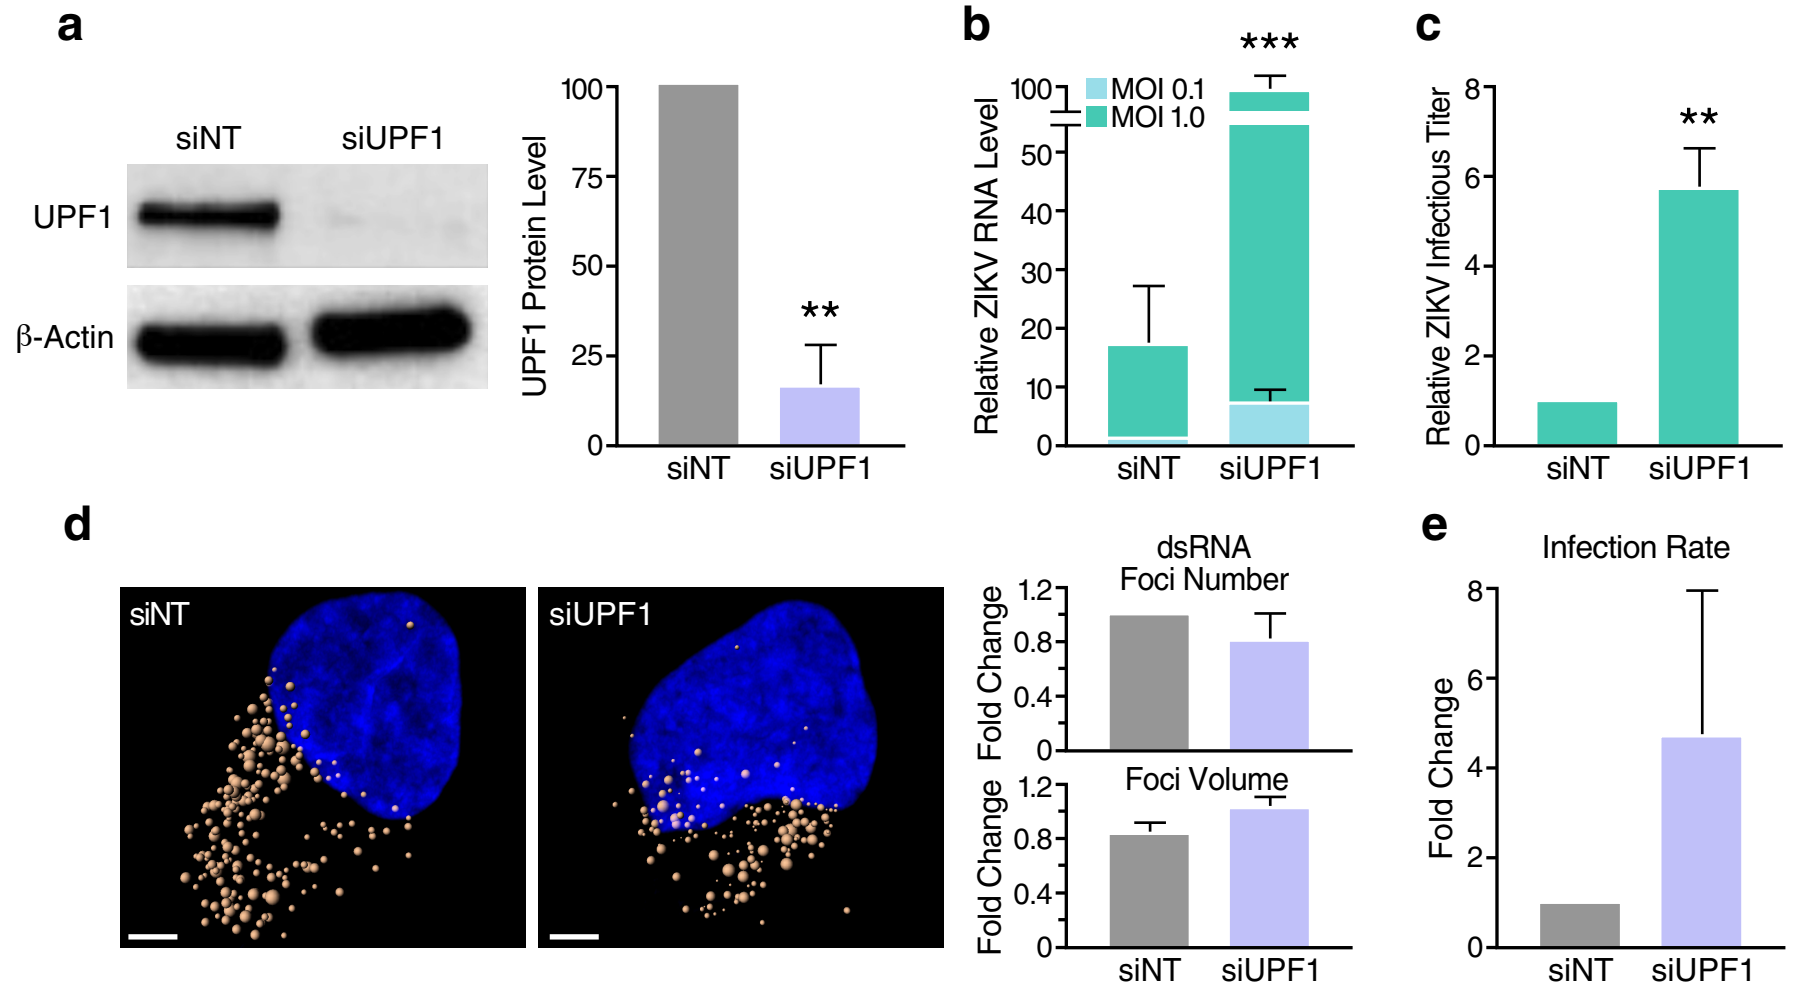 a
siNT siUPF1
UPF1
β-Actin
UPF1 Protein Level
100
75
50
25
0
**
siNT siUPF1
b
Relative ZIKV RNA Level
100
50
40
30
20
10
0
MOI 0.1
MOI 1.0
***
siNT siUPF1
c
Relative ZIKV Infectious Titer
8
6
4
2
0
**
siNT siUPF1
d
siNT
siUPF1
dsRNA
Foci Number
Fold Change
1.2
0.8
0.4
0
Foci Volume
Fold Change
1.2
0.8
0.4
0
siNT siUPF1
e
Infection Rate
Fold Change
8
6
4
2
0
siNT siUPF1